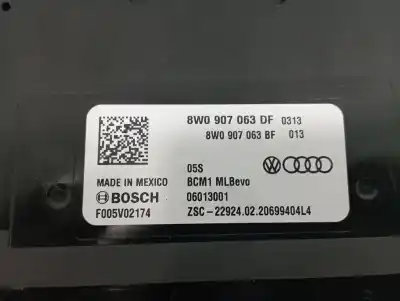 8W0 907 063 DF 0313
8W0 907 063 BF 013
05S
MADE IN MEXICO BCM1 MLBevo
BOSCH 06013001
F005V02174 ZSC-22924.02.20699404L4